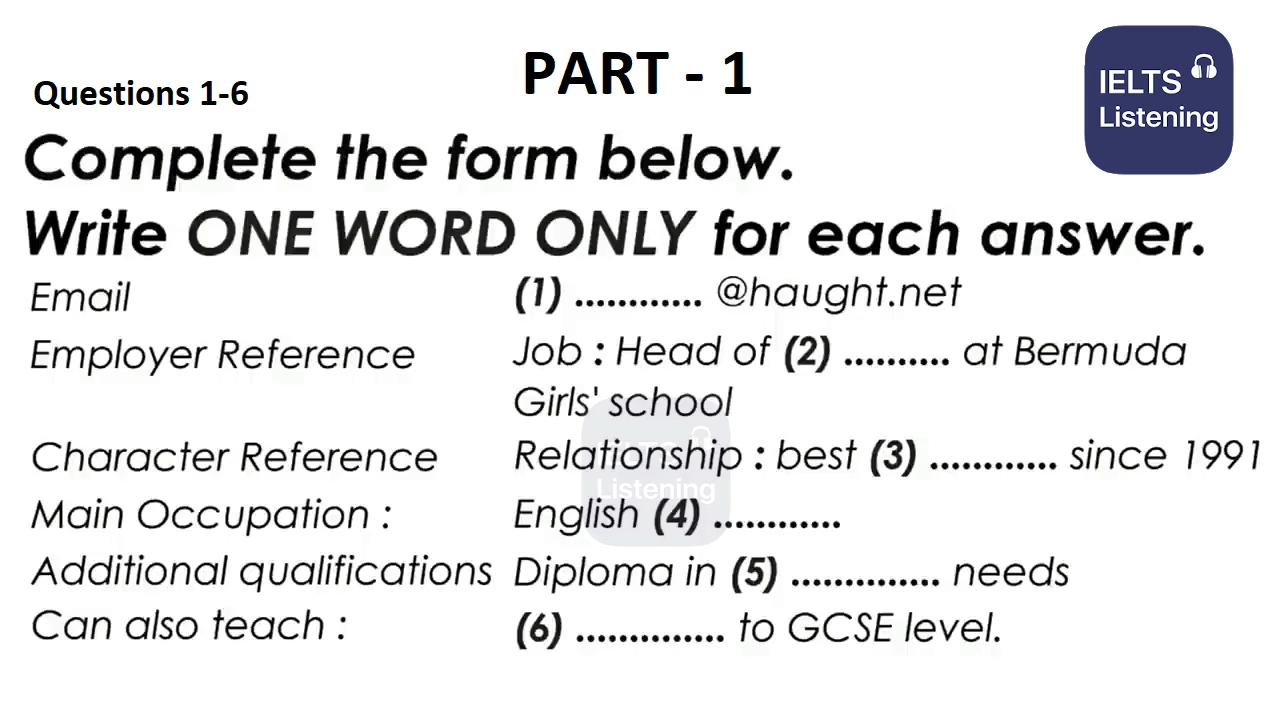 PART - 1
IELTS
Listening
Questions 1-6
Complete the form below.
Write ONE WORD ONLY for each answer.
Email (1) ............ @haught.net
Employer Reference Job : Head of (2) .......... at Bermuda
Girls' school
Character Reference Relationship : best (3) ............ since 1991
IELTS
Listening
Main Occupation : English (4) ............
Additional qualifications Diploma in (5) .............. needs
Can also teach : (6) .............. to GCSE level.